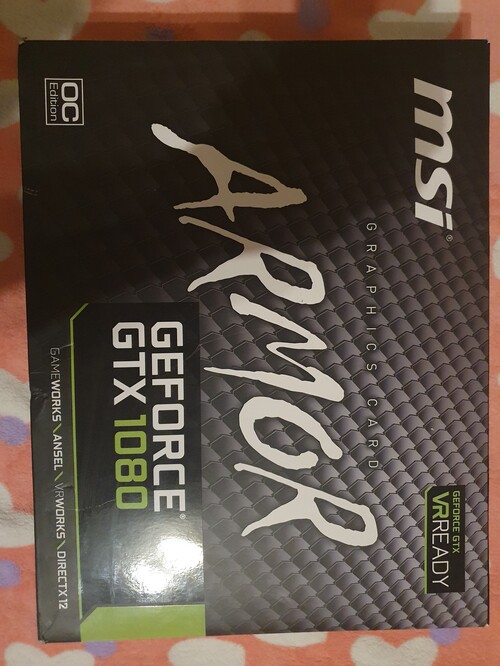 msi®
GEFORCE GTX
VRREADY
GRAPHICS CARD
ARMOR
GEFORCE®
GTX 1080
OC
Edition
GAMEWORKS \ ANSEL \ VRWORKS \ DIRECTX 12